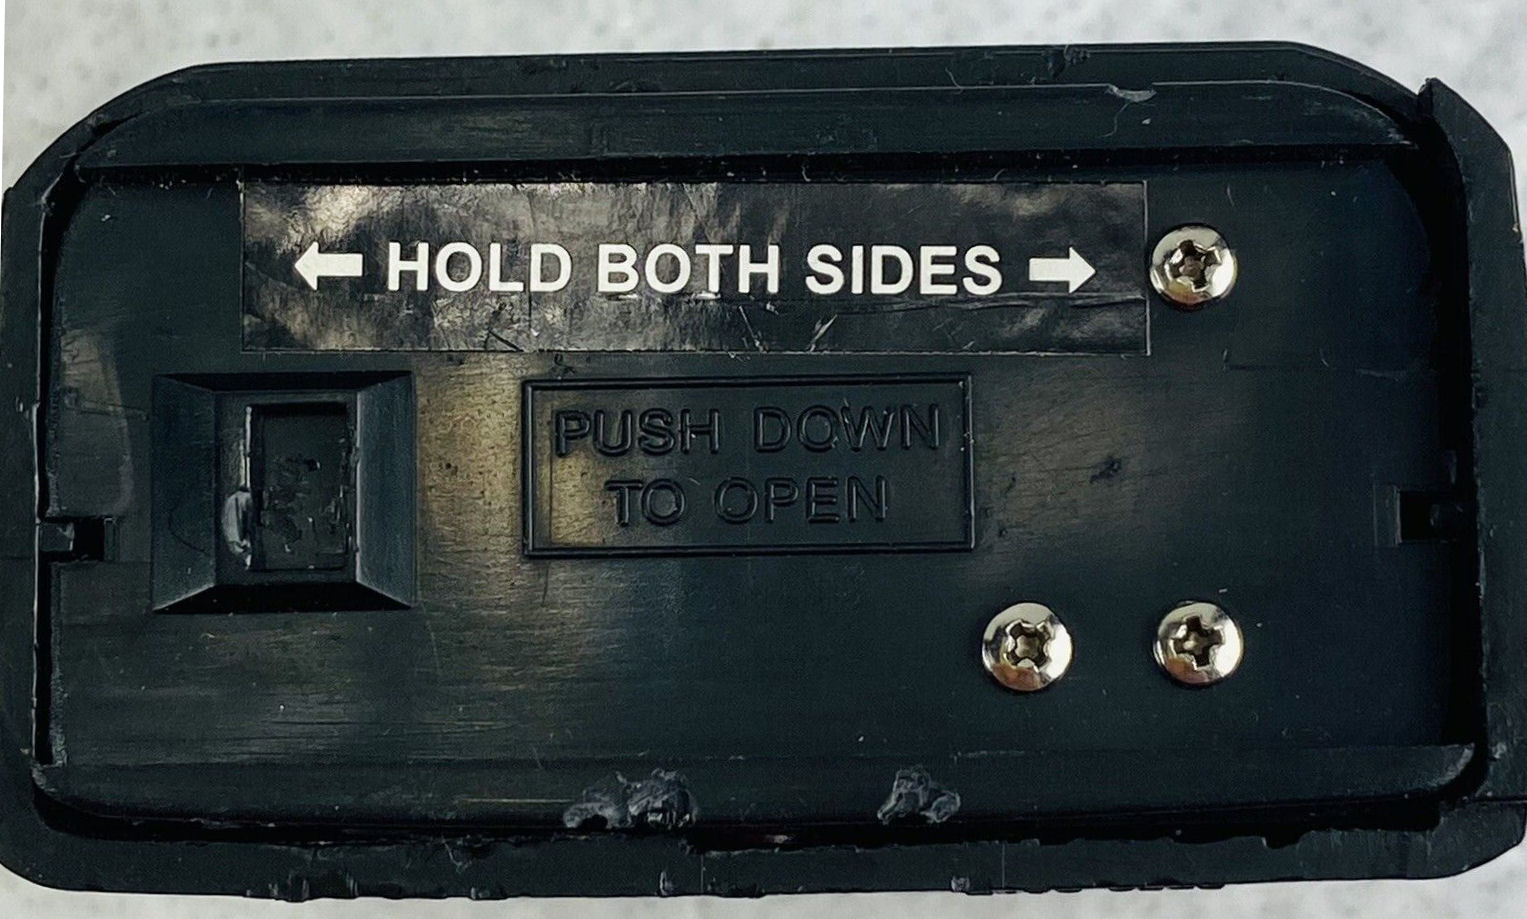 ← HOLD BOTH SIDES →
PUSH DOWN
TO OPEN